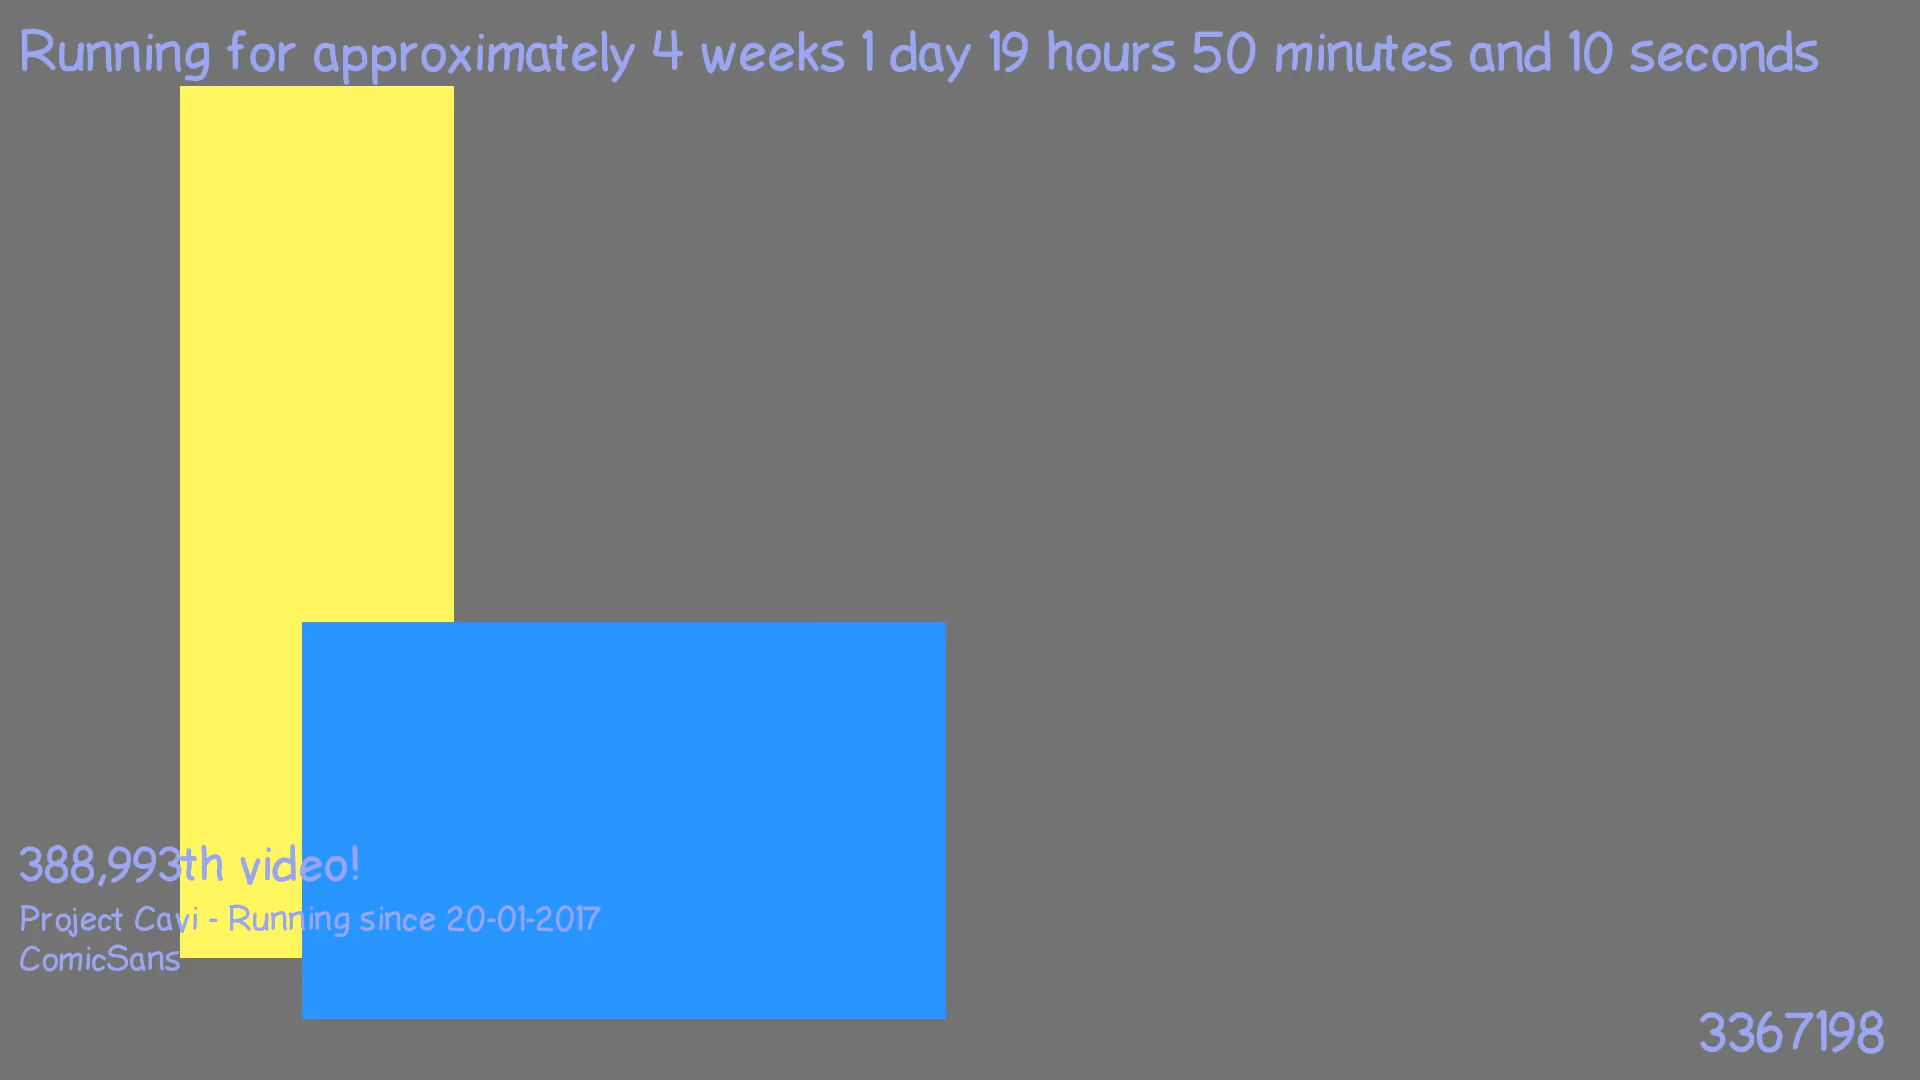 Running for approximately 4 weeks 1 day 19 hours 50 minutes and 10 seconds
388,993th video!
Project Cavi - Running since 20-01-2017
ComicSans
3367198